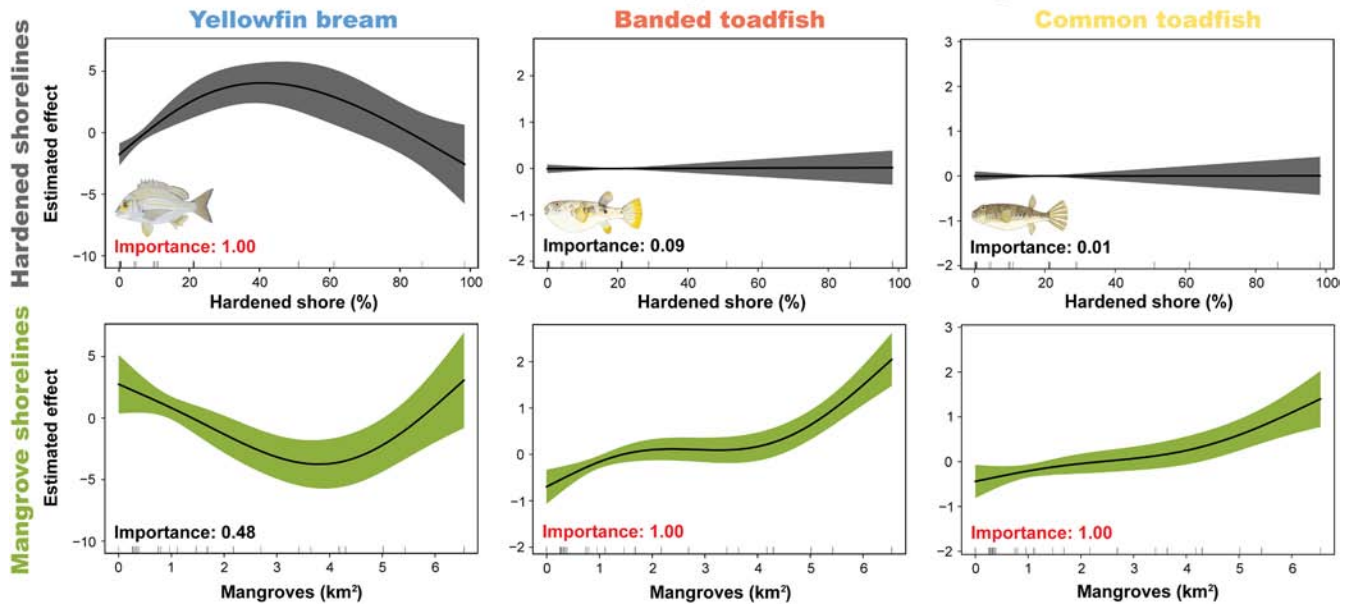 Yellowfin bream
Banded toadfish
Common toadfish
Hardened shorelines
Estimated effect
5
0
−5
−10
Importance: 1.00
0 20 40 60 80 100
Hardened shore (%)
2
1
0
−1
−2
Importance: 0.09
0 20 40 60 80 100
Hardened shore (%)
3
2
1
0
−1
−2
Importance: 0.01
0 20 40 60 80 100
Hardened shore (%)
Mangrove shorelines
Estimated effect
5
0
−5
−10
Importance: 0.48
0 1 2 3 4 5 6
Mangroves (km²)
2
1
0
−1
−2
Importance: 1.00
0 1 2 3 4 5 6
Mangroves (km²)
3
2
1
0
−1
−2
Importance: 1.00
0 1 2 3 4 5 6
Mangroves (km²)